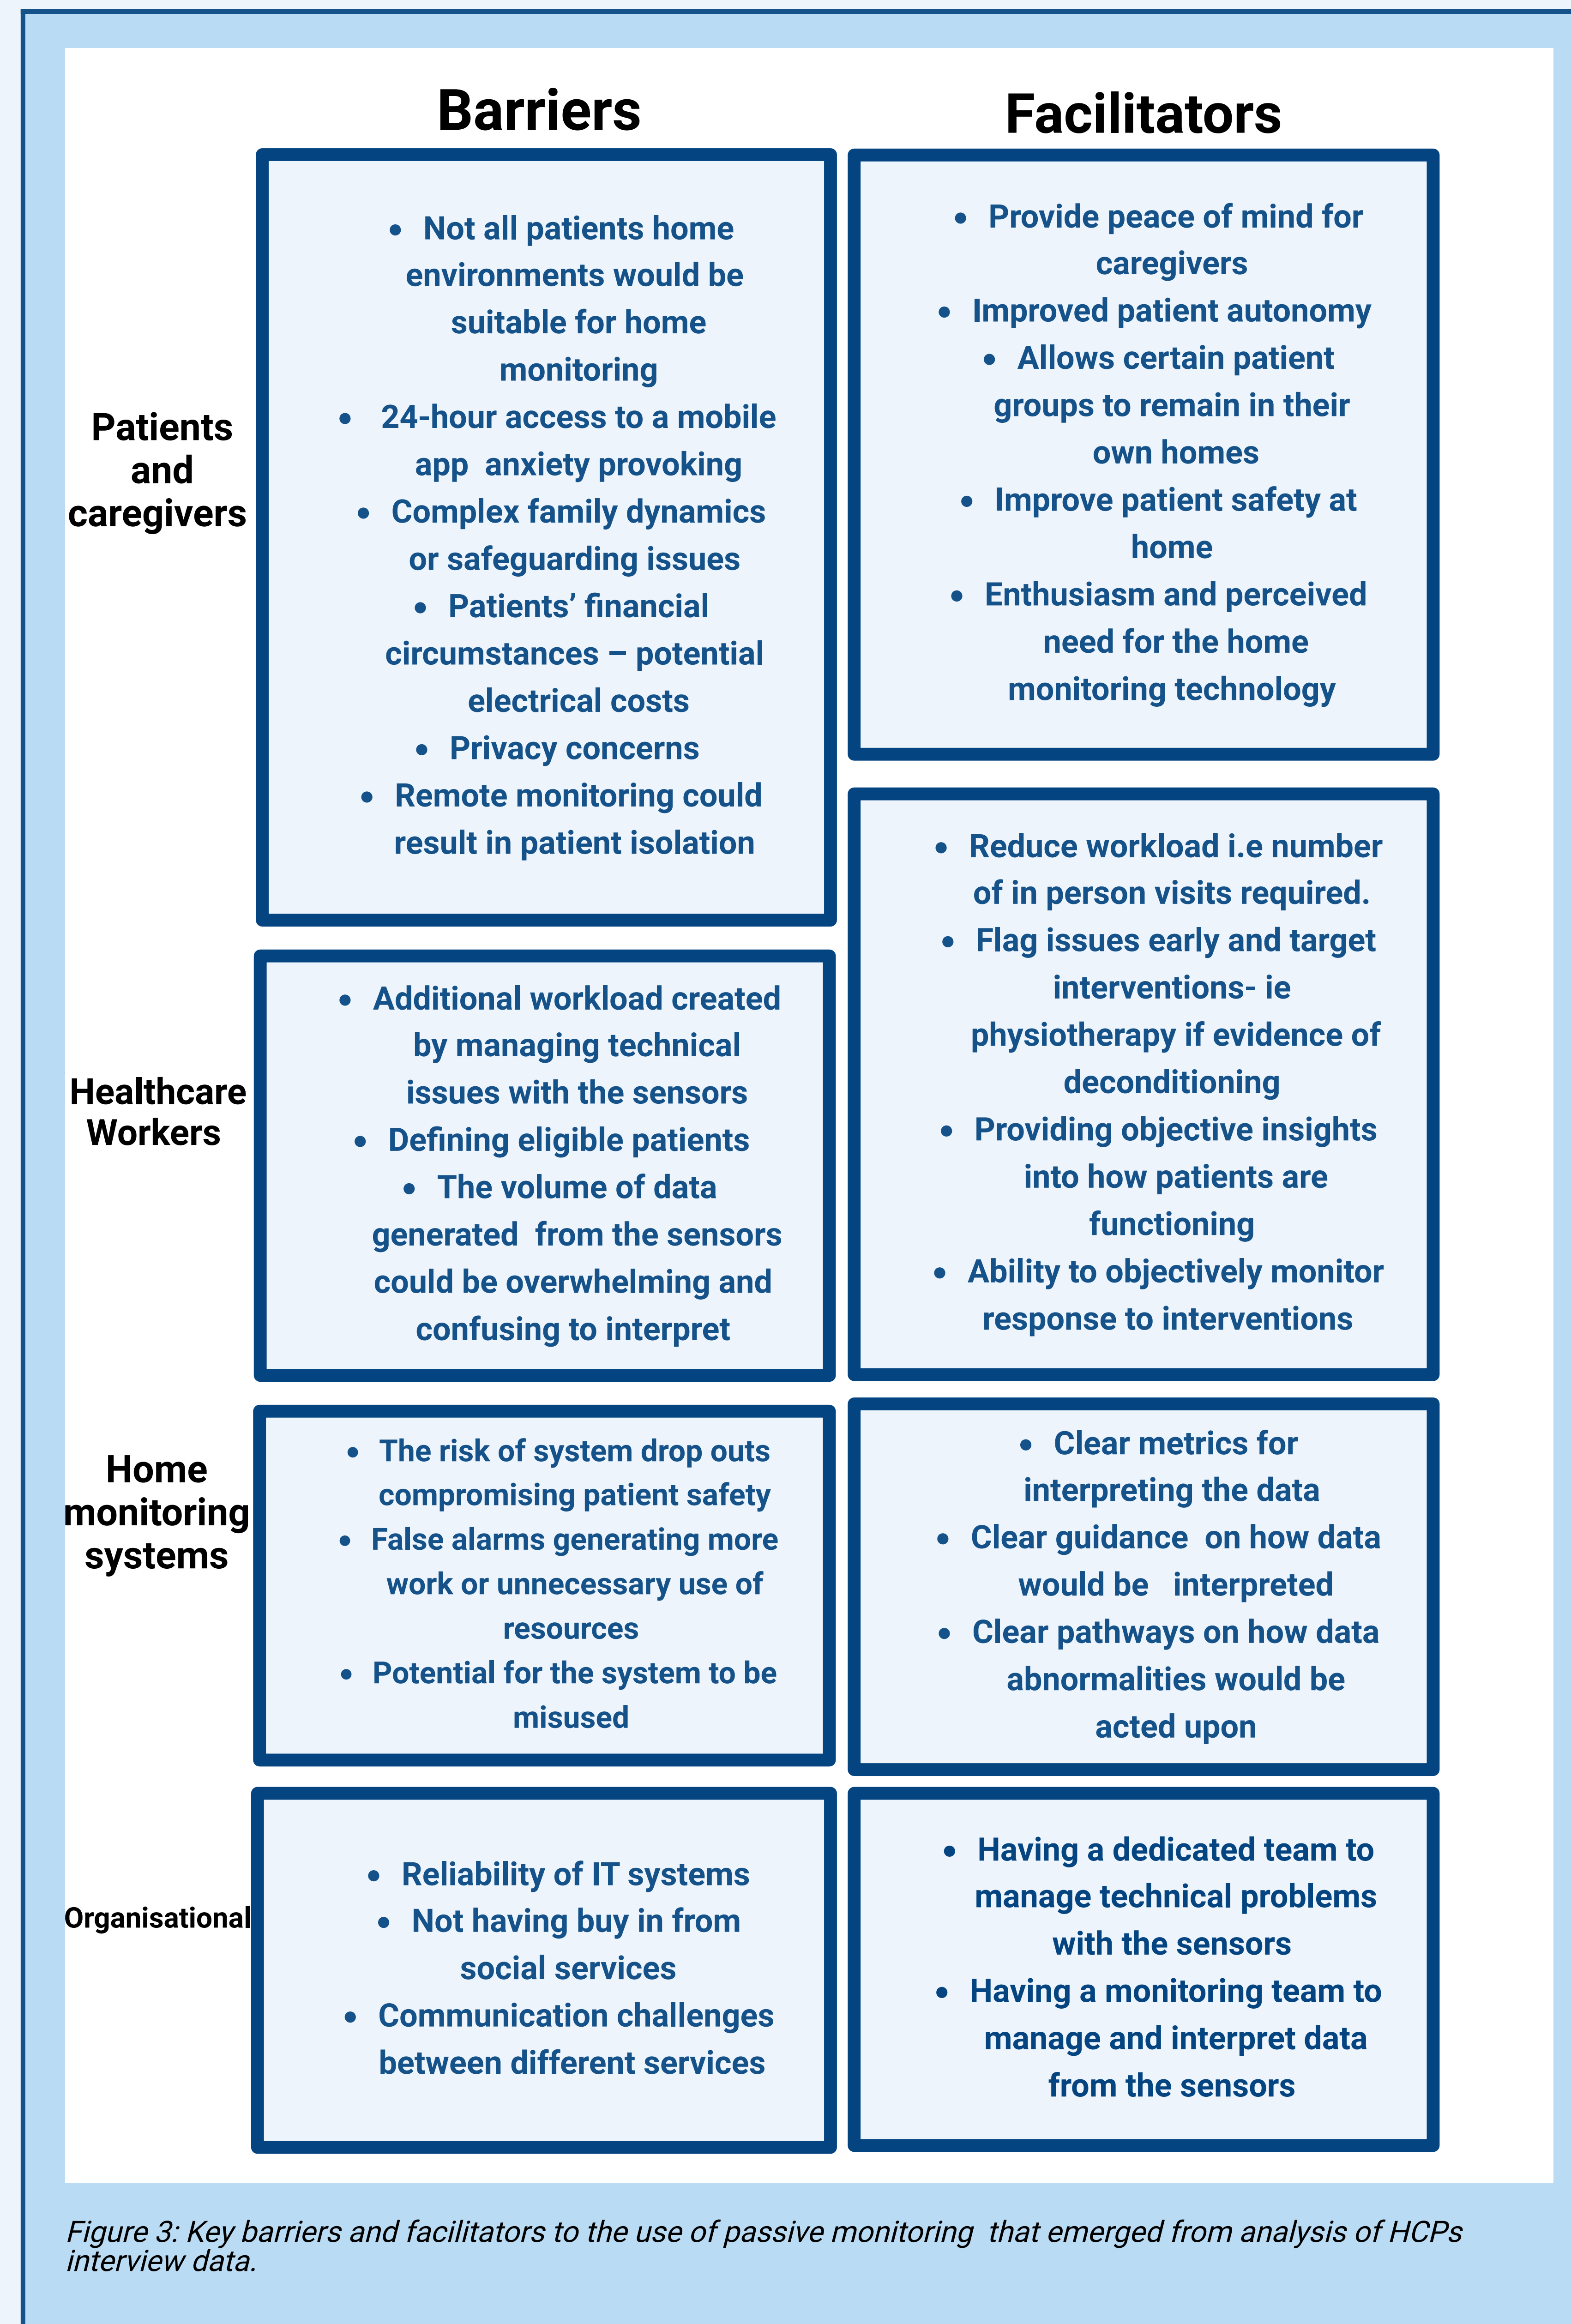 Barriers
Facilitators
Patients
and
caregivers
• Not all patients home
environments would be
suitable for home
monitoring
• 24-hour access to a mobile
app  anxiety provoking
• Complex family dynamics
or safeguarding issues
• Patients’ financial
circumstances – potential
electrical costs
• Privacy concerns
• Remote monitoring could
result in patient isolation
• Provide peace of mind for
caregivers
• Improved patient autonomy
• Allows certain patient
groups to remain in their
own homes
• Improve patient safety at
home
• Enthusiasm and perceived
need for the home
monitoring technology
Healthcare
Workers
• Additional workload created
by managing technical
issues with the sensors
• Defining eligible patients
• The volume of data
generated  from the sensors
could be overwhelming and
confusing to interpret
• Reduce workload i.e number
of in person visits required.
• Flag issues early and target
interventions- ie
physiotherapy if evidence of
deconditioning
• Providing objective insights
into how patients are
functioning
• Ability to objectively monitor
response to interventions
Home
monitoring
systems
• The risk of system drop outs
compromising patient safety
• False alarms generating more
work or unnecessary use of
resources
• Potential for the system to be
misused
• Clear metrics for
interpreting the data
• Clear guidance  on how data
would be   interpreted
• Clear pathways on how data
abnormalities would be
acted upon
Organisational
• Reliability of IT systems
• Not having buy in from
social services
• Communication challenges
between different services
• Having a dedicated team to
manage technical problems
with the sensors
• Having a monitoring team to
manage and interpret data
from the sensors
Figure 3: Key barriers and facilitators to the use of passive monitoring  that emerged from analysis of HCPs
interview data.